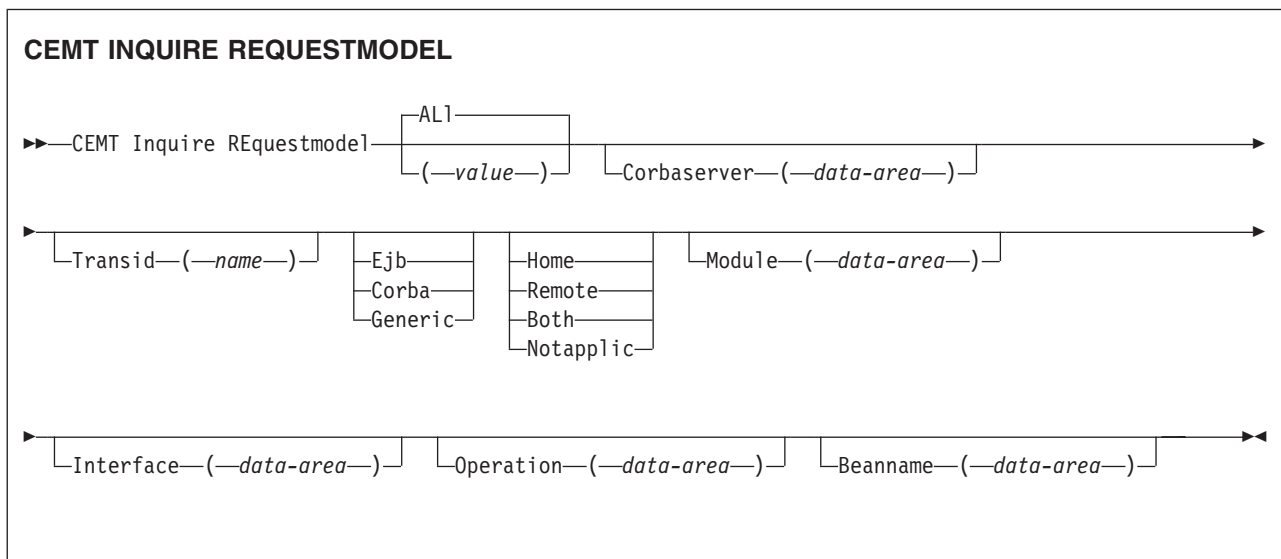 CEMT INQUIRE REQUESTMODEL
ALl
CEMT Inquire REquestmodel
(value)
Corbaserver (data-area)
Transid (name)
Ejb
Corba
Generic
Home
Remote
Both
Notapplic
Module (data-area)
Interface (data-area)
Operation (data-area)
Beanname (data-area)